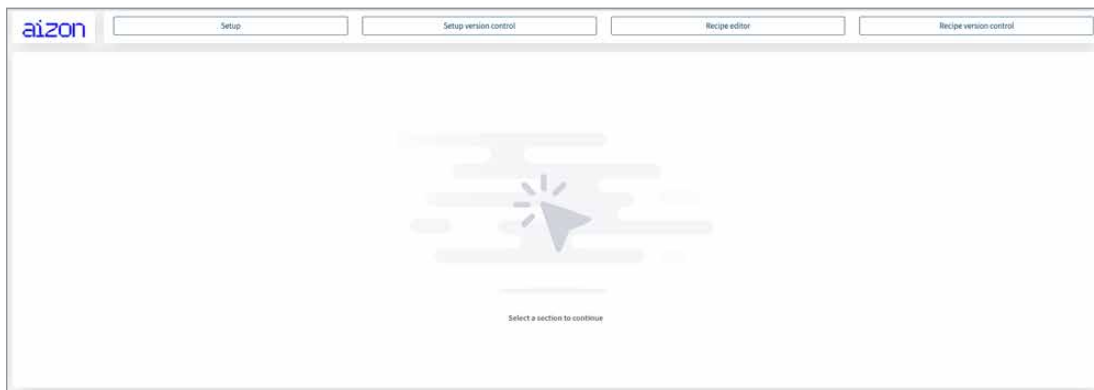 aizon
Setup
Setup version control
Recipe editor
Recipe version control
Select a section to continue